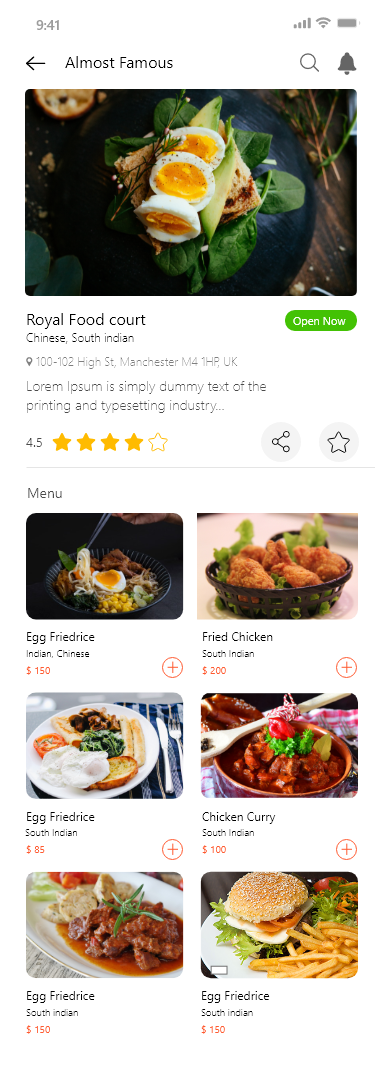 9:41
Almost Famous
Royal Food court
Open Now
Chinese, South indian
100-102 High St, Manchester M4 1HP, UK
Lorem Ipsum is simply dummy text of the
printing and typesetting industry...
4.5
Menu
Egg Friedrice
Indian, Chinese
$ 150
Fried Chicken
South Indian
$ 200
Egg Friedrice
South Indian
$ 85
Chicken Curry
South Indian
$ 100
Egg Friedrice
South indian
$ 150
Egg Friedrice
South indian
$ 150